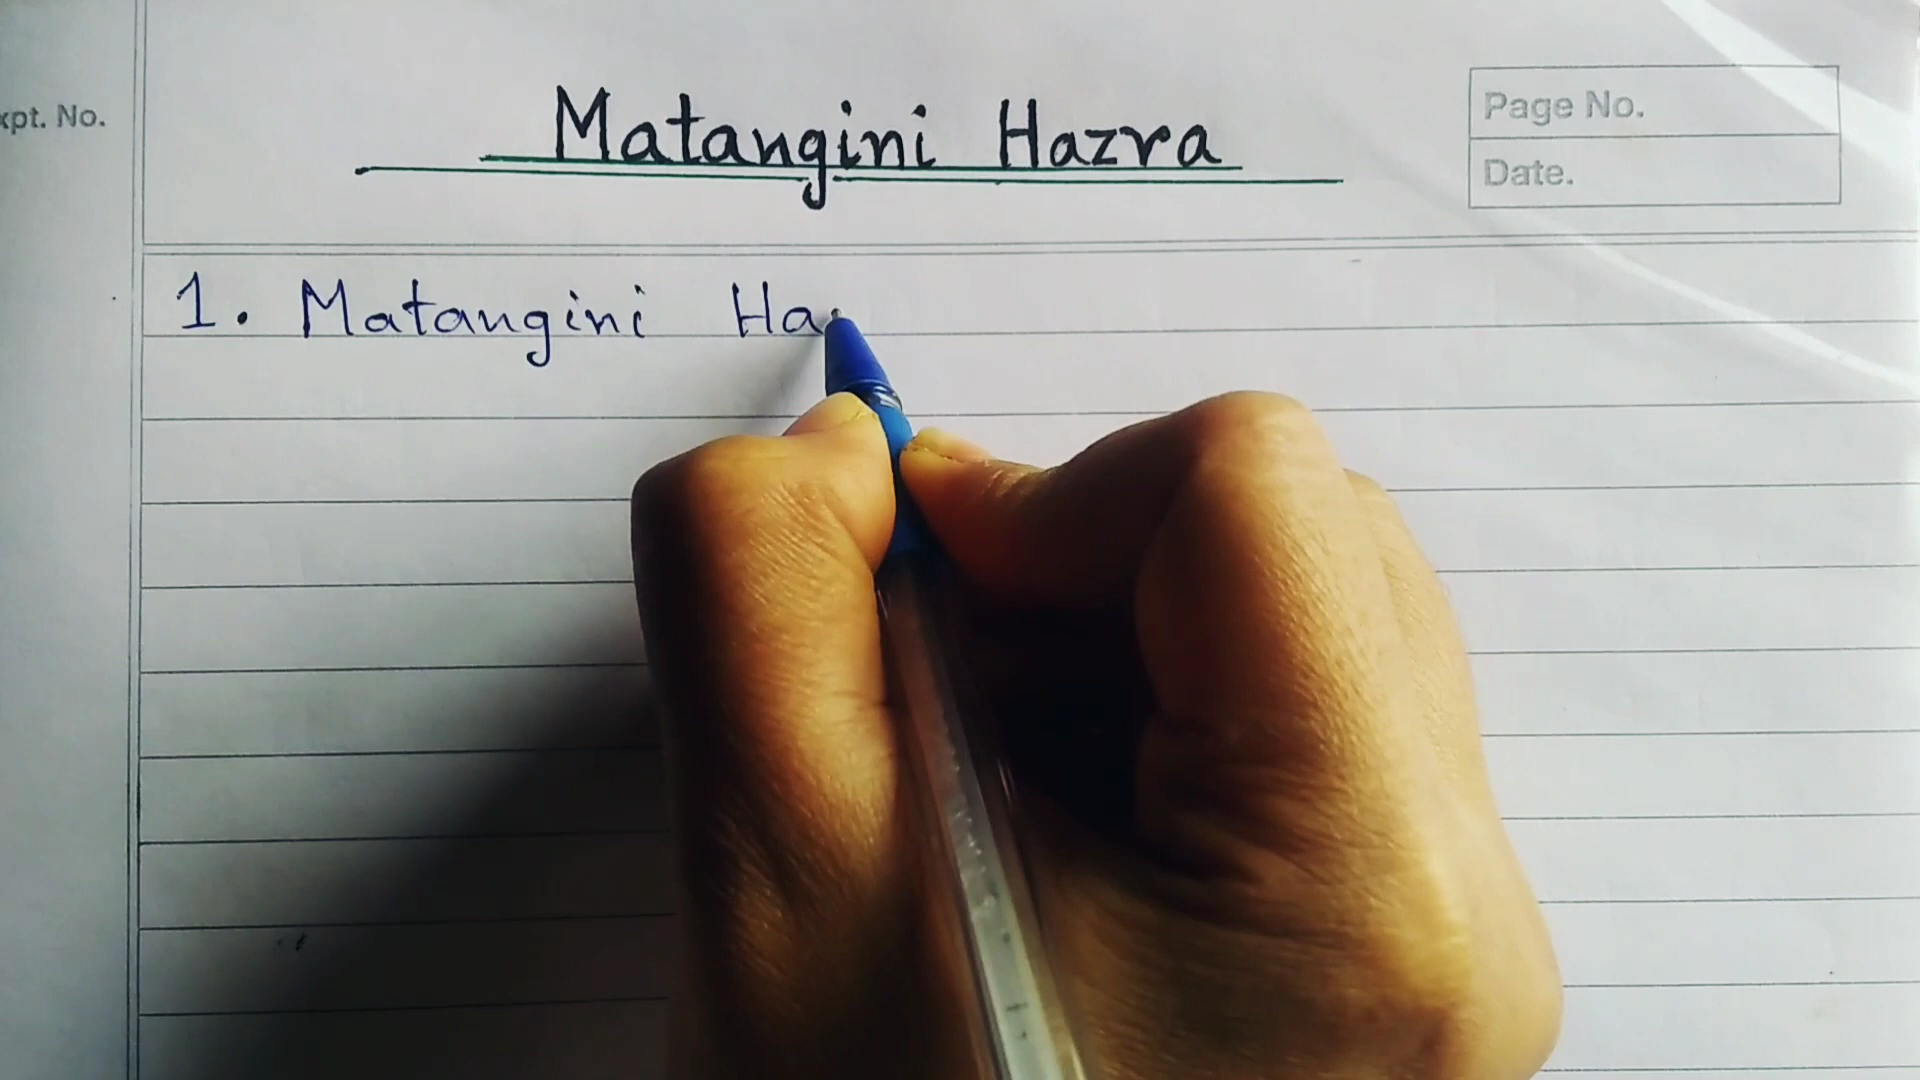 Matangini Hazra
xpt. No.
Page No.
Date.
1. Matangini Ha